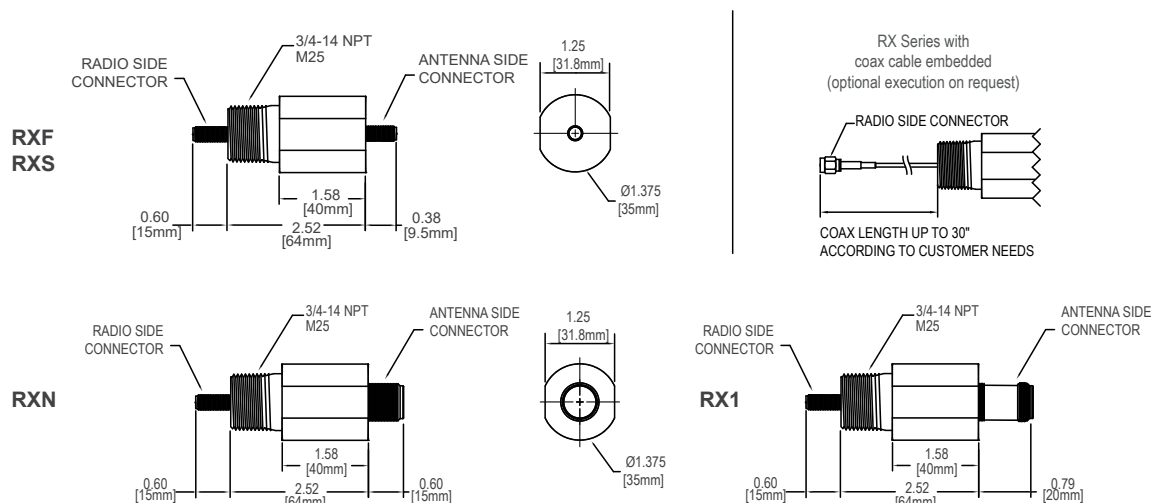 3/4-14 NPT
M25
RADIO SIDE
CONNECTOR
ANTENNA SIDE
CONNECTOR
1.25
[31.8mm]
RXF
RXS
1.58
[40mm]
0.60
[15mm]
2.52
[64mm]
0.38
[9.5mm]
Ø1.375
[35mm]
RX Series with
coax cable embedded
(optional execution on request)
RADIO SIDE CONNECTOR
COAX LENGTH UP TO 30"
ACCORDING TO CUSTOMER NEEDS
3/4-14 NPT
M25
RADIO SIDE
CONNECTOR
ANTENNA SIDE
CONNECTOR
1.25
[31.8mm]
RXN
1.58
[40mm]
0.60
[15mm]
2.52
[64mm]
0.60
[15mm]
Ø1.375
[35mm]
3/4-14 NPT
M25
RADIO SIDE
CONNECTOR
ANTENNA SIDE
CONNECTOR
RX1
1.58
[40mm]
0.60
[15mm]
2.52
[64mm]
0.79
[20mm]